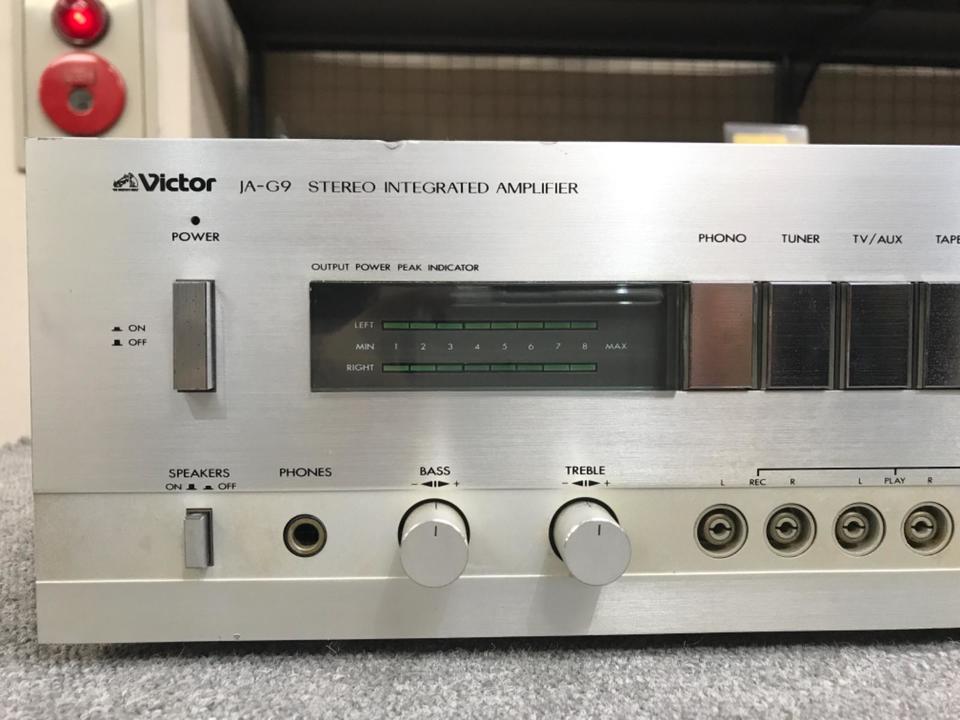 Victor JA-G9 STEREO INTEGRATED AMPLIFIER
POWER
PHONO TUNER TV/AUX TAPE
OUTPUT POWER PEAK INDICATOR
ON
OFF
LEFT
MIN 1 2 3 4 5 6 7 8 MAX
RIGHT
SPEAKERS
ON OFF
PHONES
BASS
- +
TREBLE
- +
L REC R L PLAY R